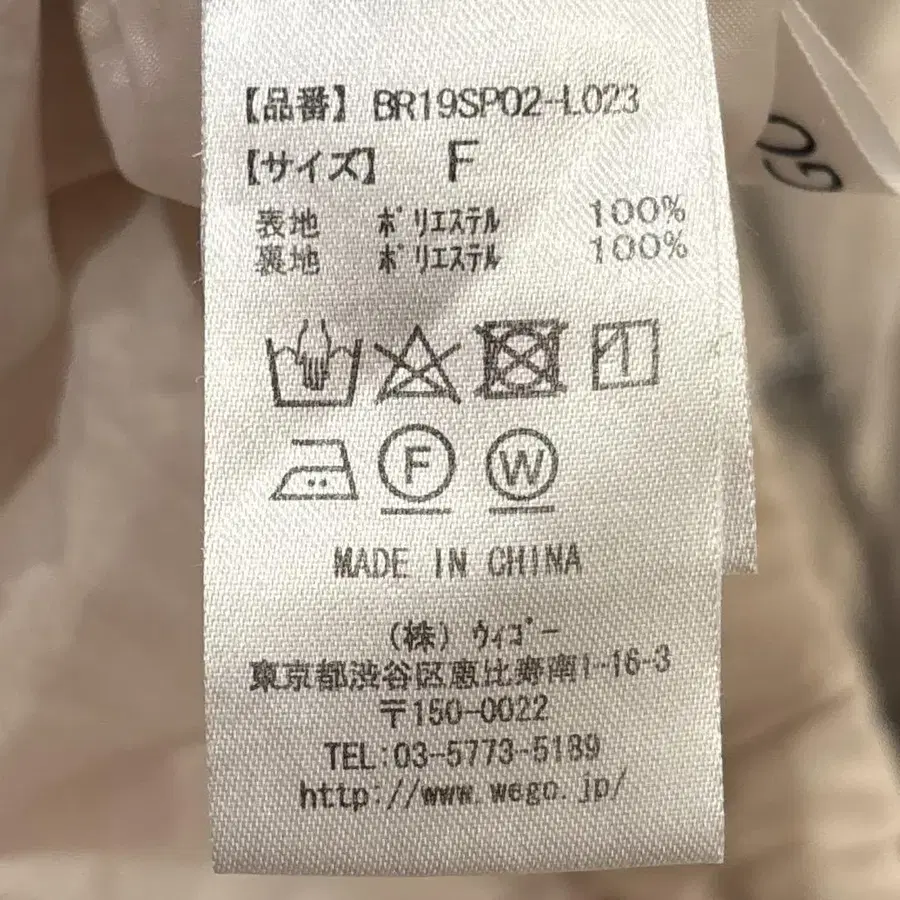 【品番】 BR19SP02-L023
【サイズ】 F
表地 ポリエステル 100%
裏地 ポリエステル 100%
F W
MADE IN CHINA
(株) ウィゴー
東京都渋谷区恵比寿南1-16-3
〒150-0022
TEL:03-5773-5189
http://www.wego.jp/
GO